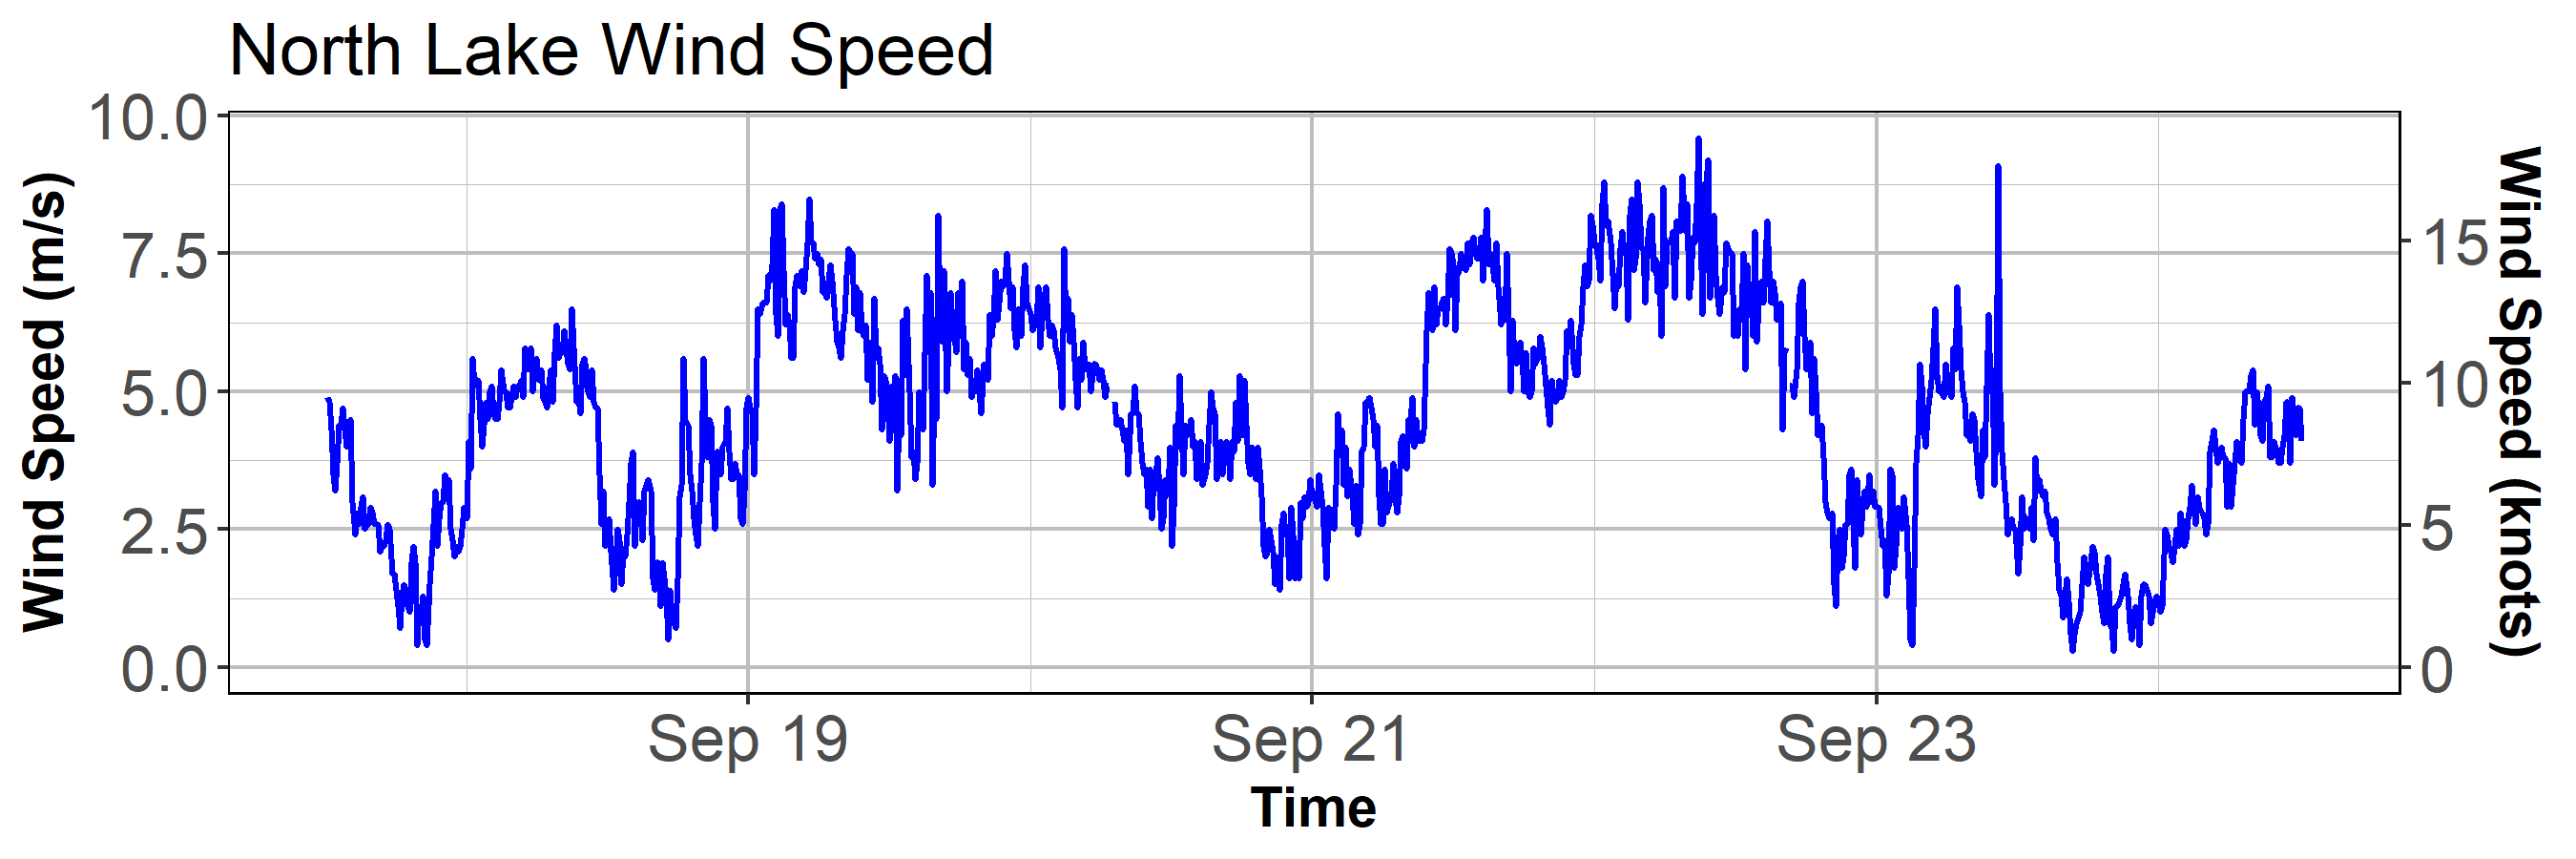 North Lake Wind Speed
Wind Speed (m/s)
10.0
7.5
5.0
2.5
0.0
Wind Speed (knots)
15
10
5
0
Sep 19
Sep 21
Sep 23
Time